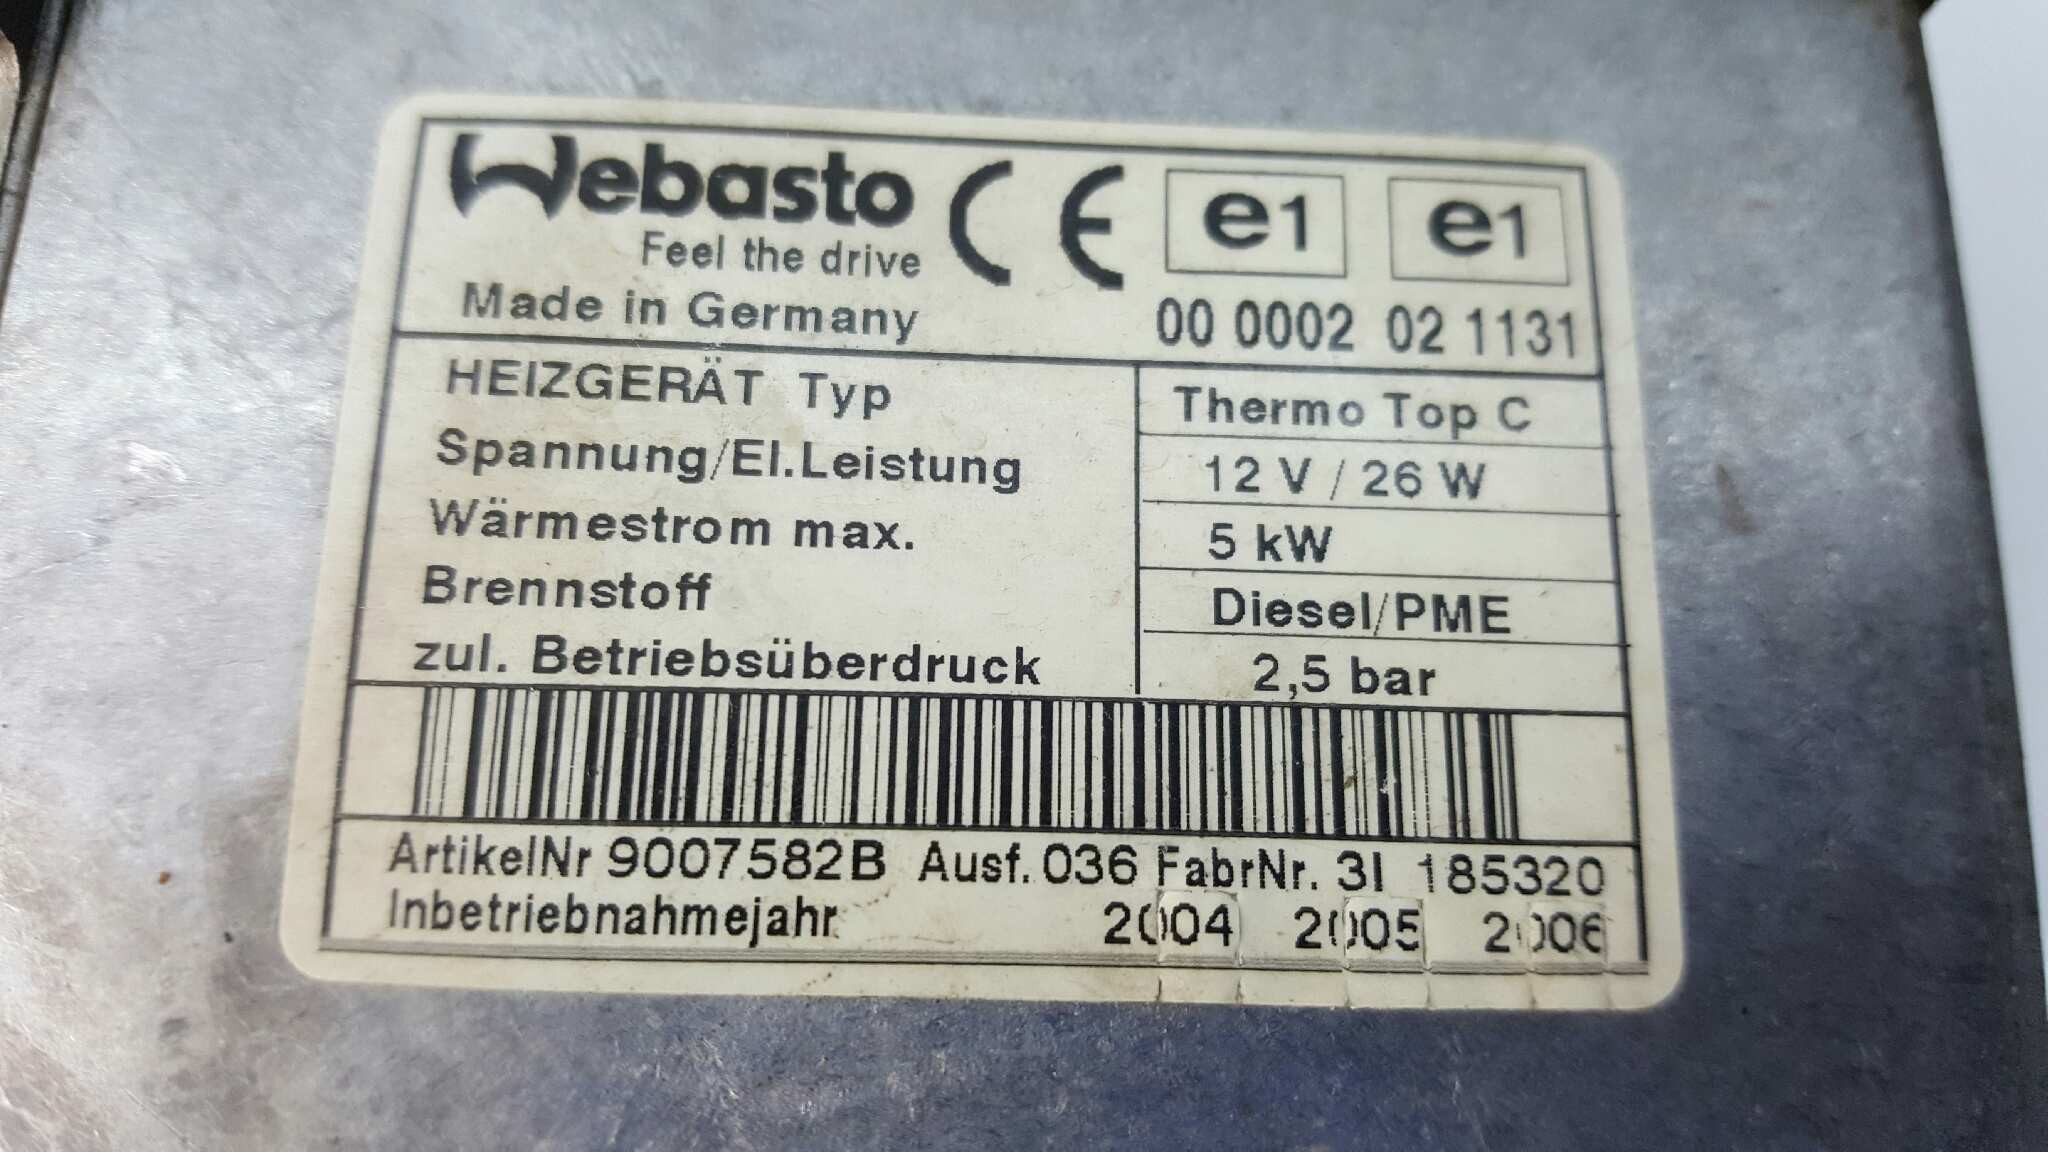 Webasto CE e1 e1
Feel the drive
Made in Germany 00 0002 02 1131
HEIZGERÄT Typ Thermo Top C
Spannung/El.Leistung 12 V / 26 W
Wärmestrom max. 5 kW
Brennstoff Diesel/PME
zul. Betriebsüberdruck 2,5 bar
ArtikelNr 9007582B Ausf. 036 FabrNr. 3I 185320
Inbetriebnahmejahr 2004 2005 2006